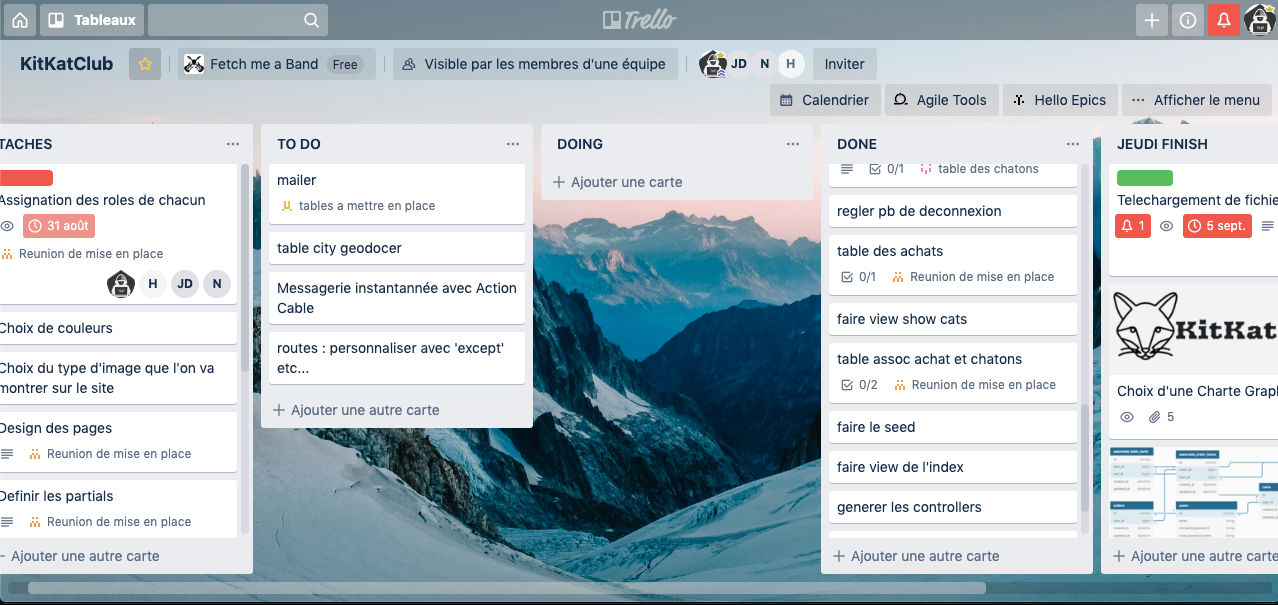 Tableaux
Trello
KitKatClub
Fetch me a Band Free
Visible par les membres d'une équipe
JD N H
Inviter
Calendrier
Agile Tools
Hello Epics
... Afficher le menu
TACHES
Assignation des roles de chacun
31 août
Reunion de mise en place
H JD N
Choix de couleurs
Choix du type d'image que l'on va
montrer sur le site
Design des pages
Reunion de mise en place
Definir les partials
Reunion de mise en place
Ajouter une autre carte
TO DO
mailer
tables a mettre en place
table city geodocer
Messagerie instantannée avec Action
Cable
routes : personnaliser avec 'except'
etc...
+ Ajouter une autre carte
DOING
+ Ajouter une carte
DONE
0/1 table des chatons
regler pb de deconnexion
table des achats
0/1 Reunion de mise en place
faire view show cats
table assoc achat et chatons
0/2 Reunion de mise en place
faire le seed
faire view de l'index
generer les controllers
+ Ajouter une autre carte
JEUDI FINISH
Telechargement de fichie
1 5 sept.
KitKat
Choix d'une Charte Grap
5
+ Ajouter une autre carte